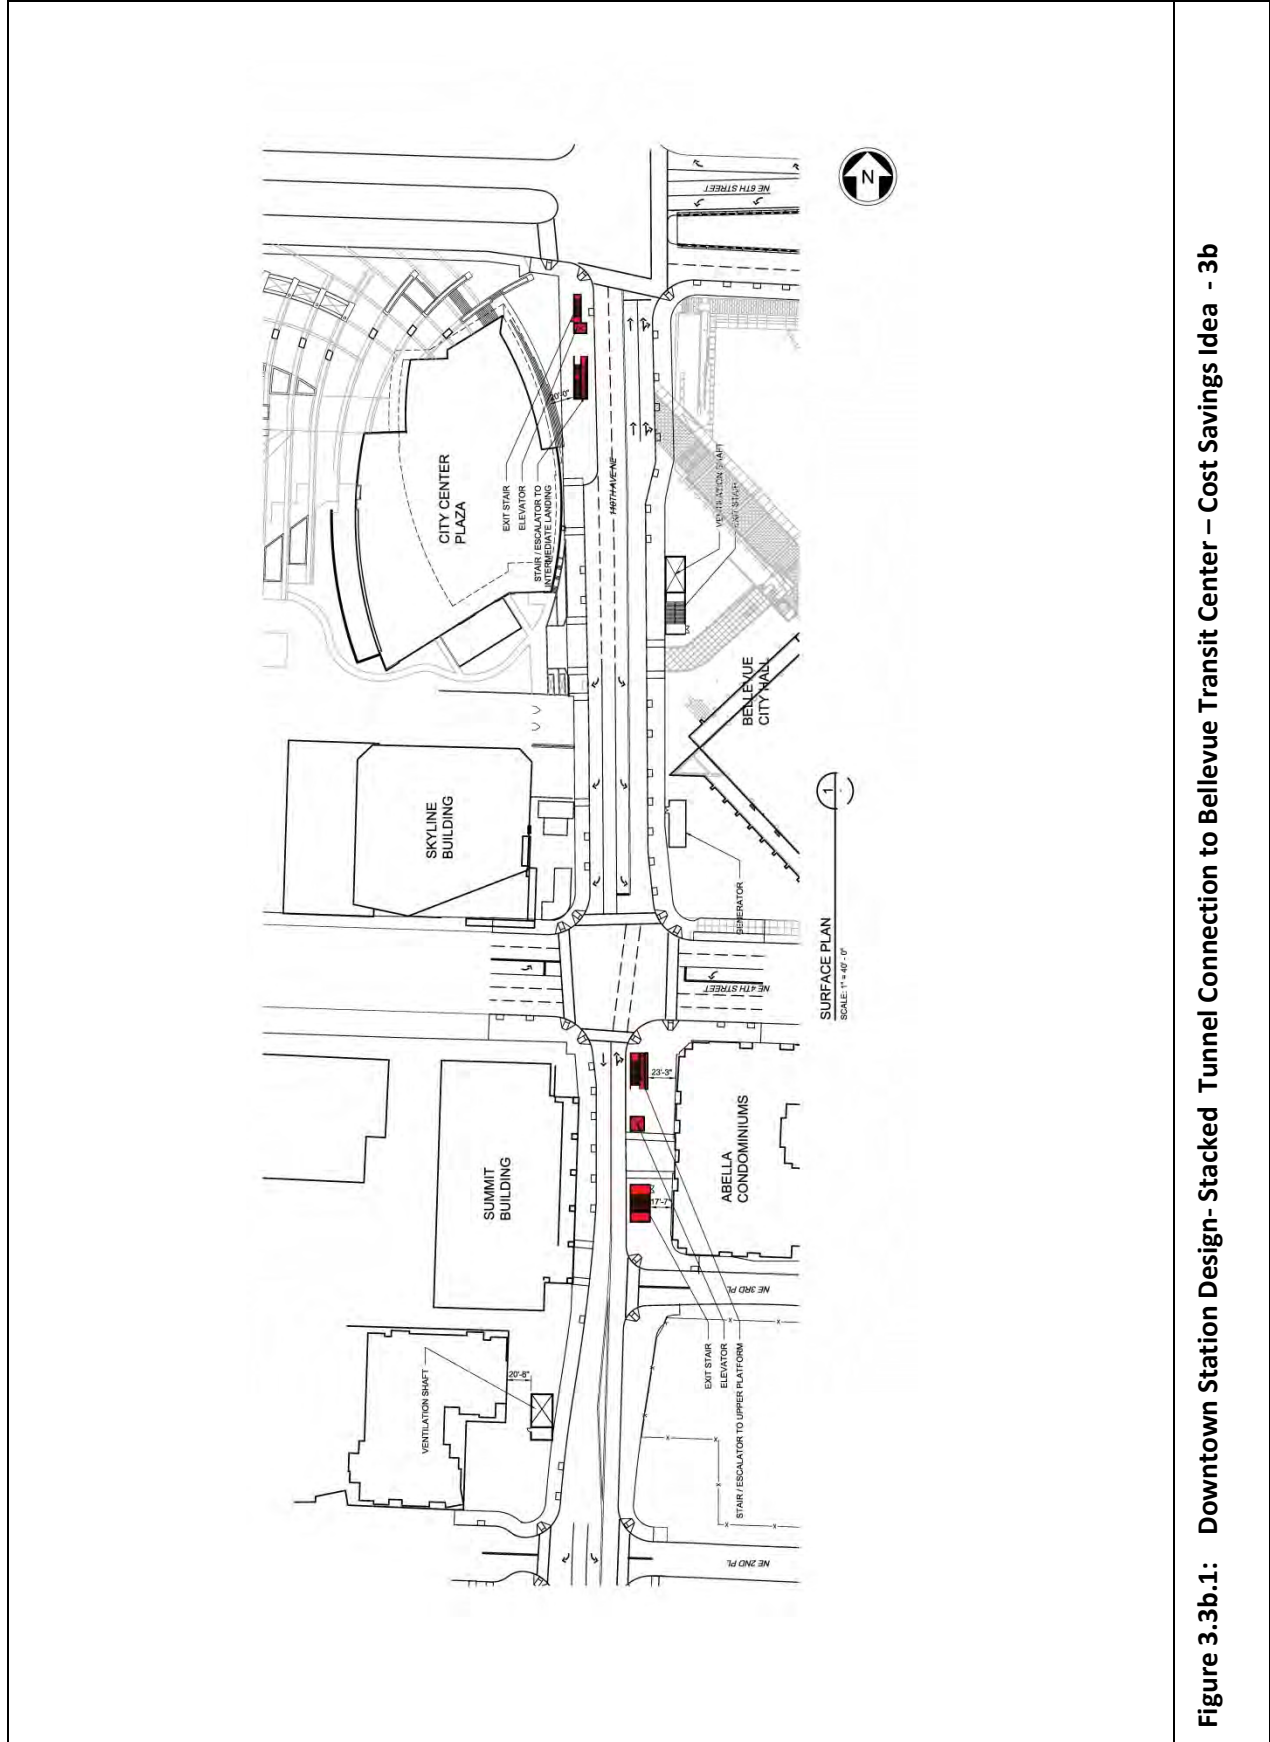 N
NE 6TH STREET
CITY CENTER
PLAZA
20'-0"
EXIT STAIR
ELEVATOR
STAIR / ESCALATOR TO
INTERMEDIATE LANDING
110TH AVE NE
VENTILATION SHAFT
EXIT STAIR
BELLEVUE
CITY HALL
SKYLINE
BUILDING
GENERATOR
1
SURFACE PLAN
SCALE: 1" = 40' - 0"
NE 4TH STREET
23'-3"
SUMMIT
BUILDING
ABELLA
CONDOMINIUMS
17'-7"
NE 3RD PL
EXIT STAIR
ELEVATOR
STAIR / ESCALATOR TO UPPER PLATFORM
VENTILATION SHAFT
20'-6"
NE 2ND PL
Figure 3.3b.1: Downtown Station Design- Stacked Tunnel Connection to Bellevue Transit Center – Cost Savings Idea - 3b